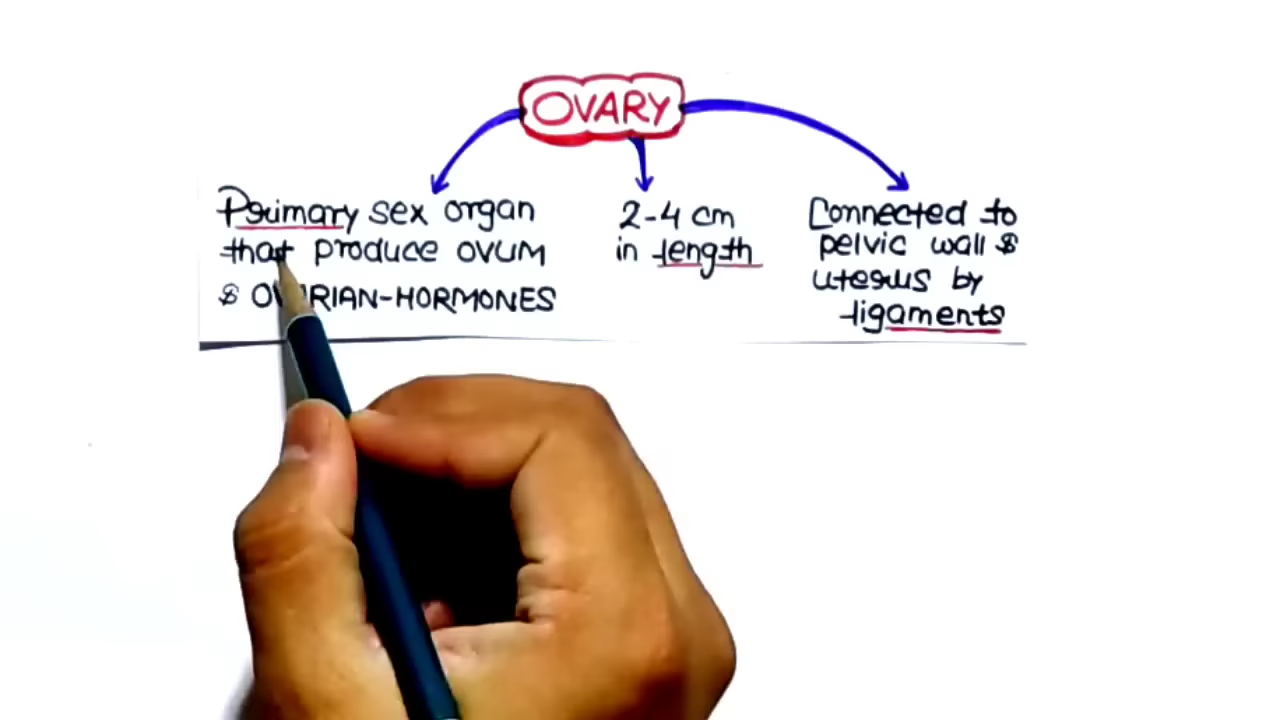 OVARY
Primary sex organ
that produce OVUM
& OVARIAN-HORMONES
2-4 cm
in length
Connected to
pelvic wall &
uterus by
ligaments